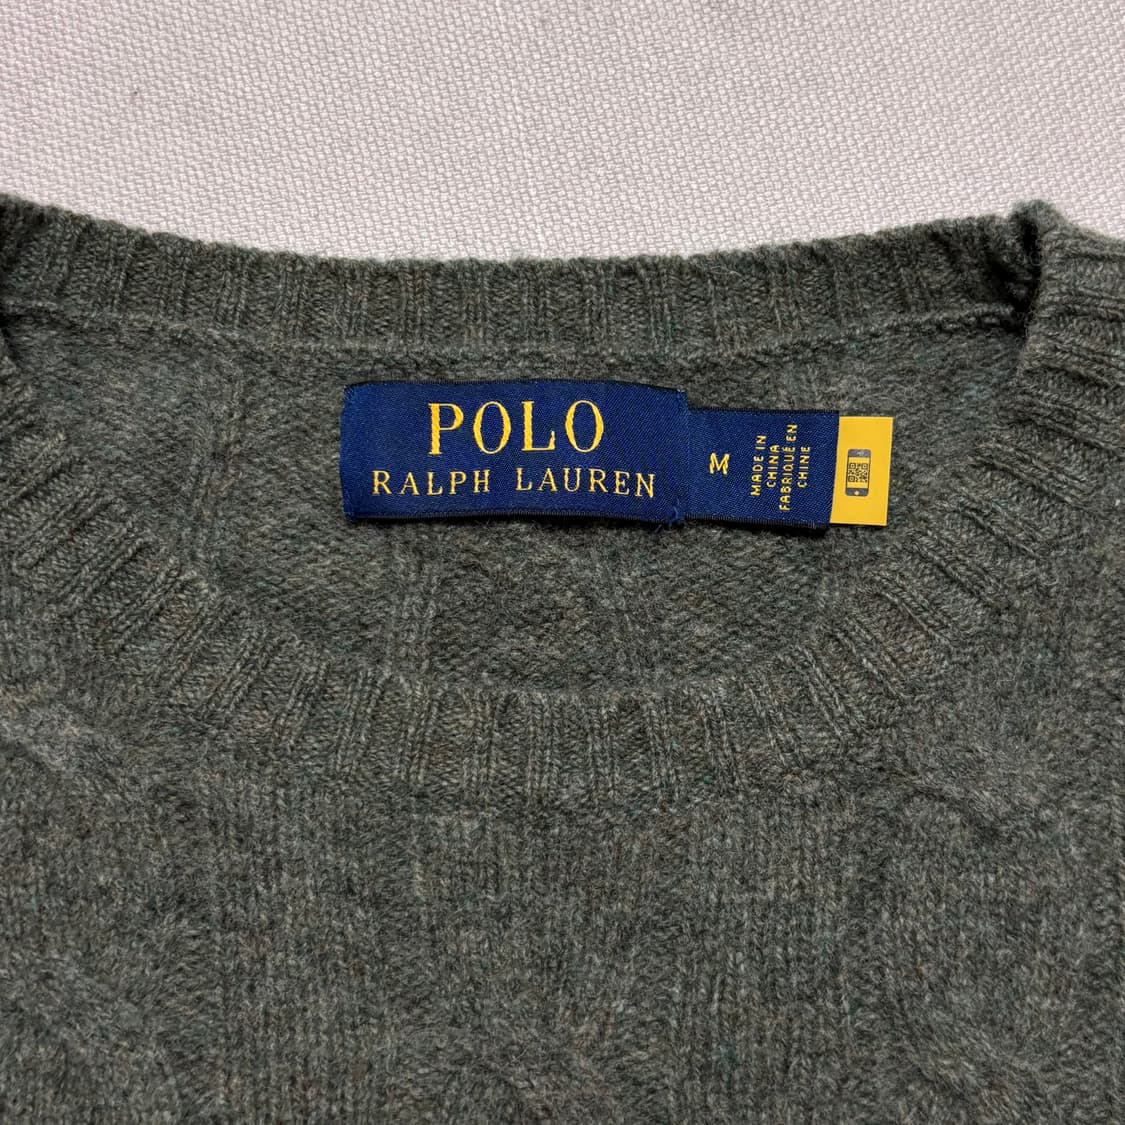 POLO
RALPH LAUREN
M
MADE IN
CHINA
FABRIQUÉ EN
CHINE